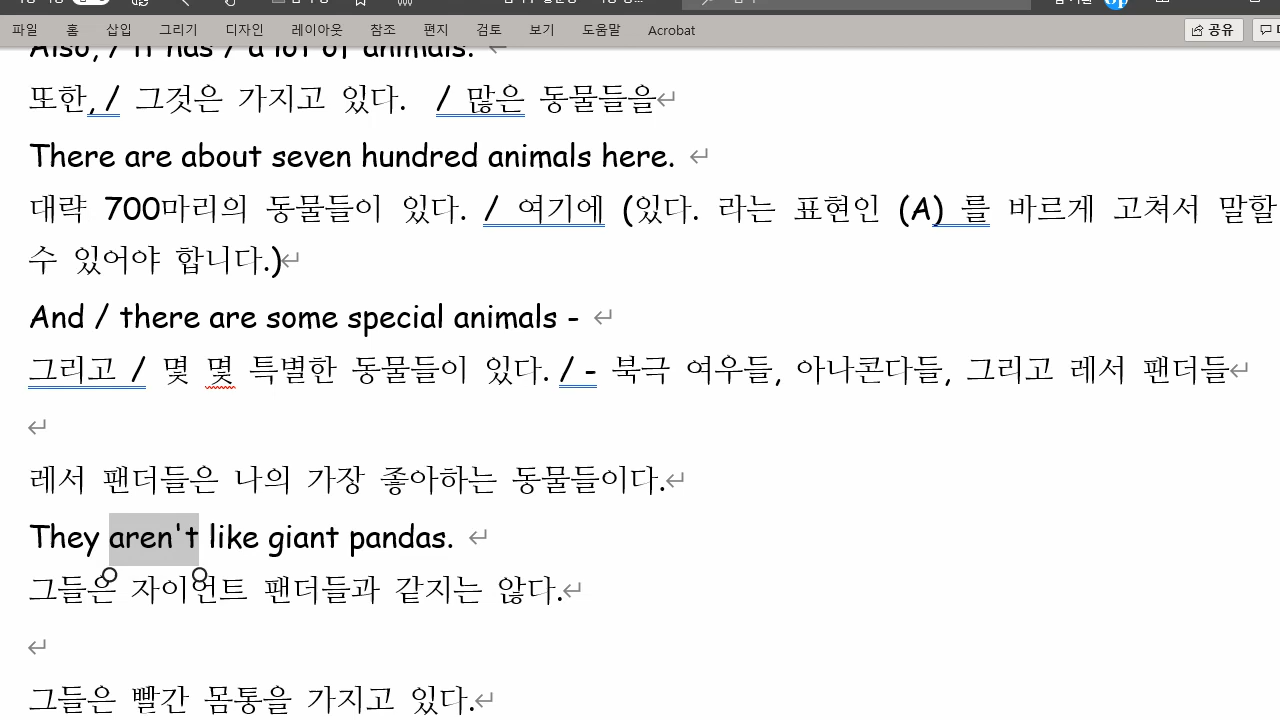 파일 홈 삽입 그리기 디자인 레이아웃 참조 편지 검토 보기 도움말 Acrobat 공유
Also, / it has / a lot of animals.
또한, / 그것은 가지고 있다. / 많은 동물들을
There are about seven hundred animals here.
대략 700마리의 동물들이 있다. / 여기에 (있다. 라는 표현인 (A) 를 바르게 고쳐서 말할
수 있어야 합니다.)
And / there are some special animals -
그리고 / 몇 몇 특별한 동물들이 있다. / - 북극 여우들, 아나콘다들, 그리고 레서 팬더들
레서 팬더들은 나의 가장 좋아하는 동물들이다.
They aren't like giant pandas.
그들은 자이언트 팬더들과 같지는 않다.
그들은 빨간 몸통을 가지고 있다.